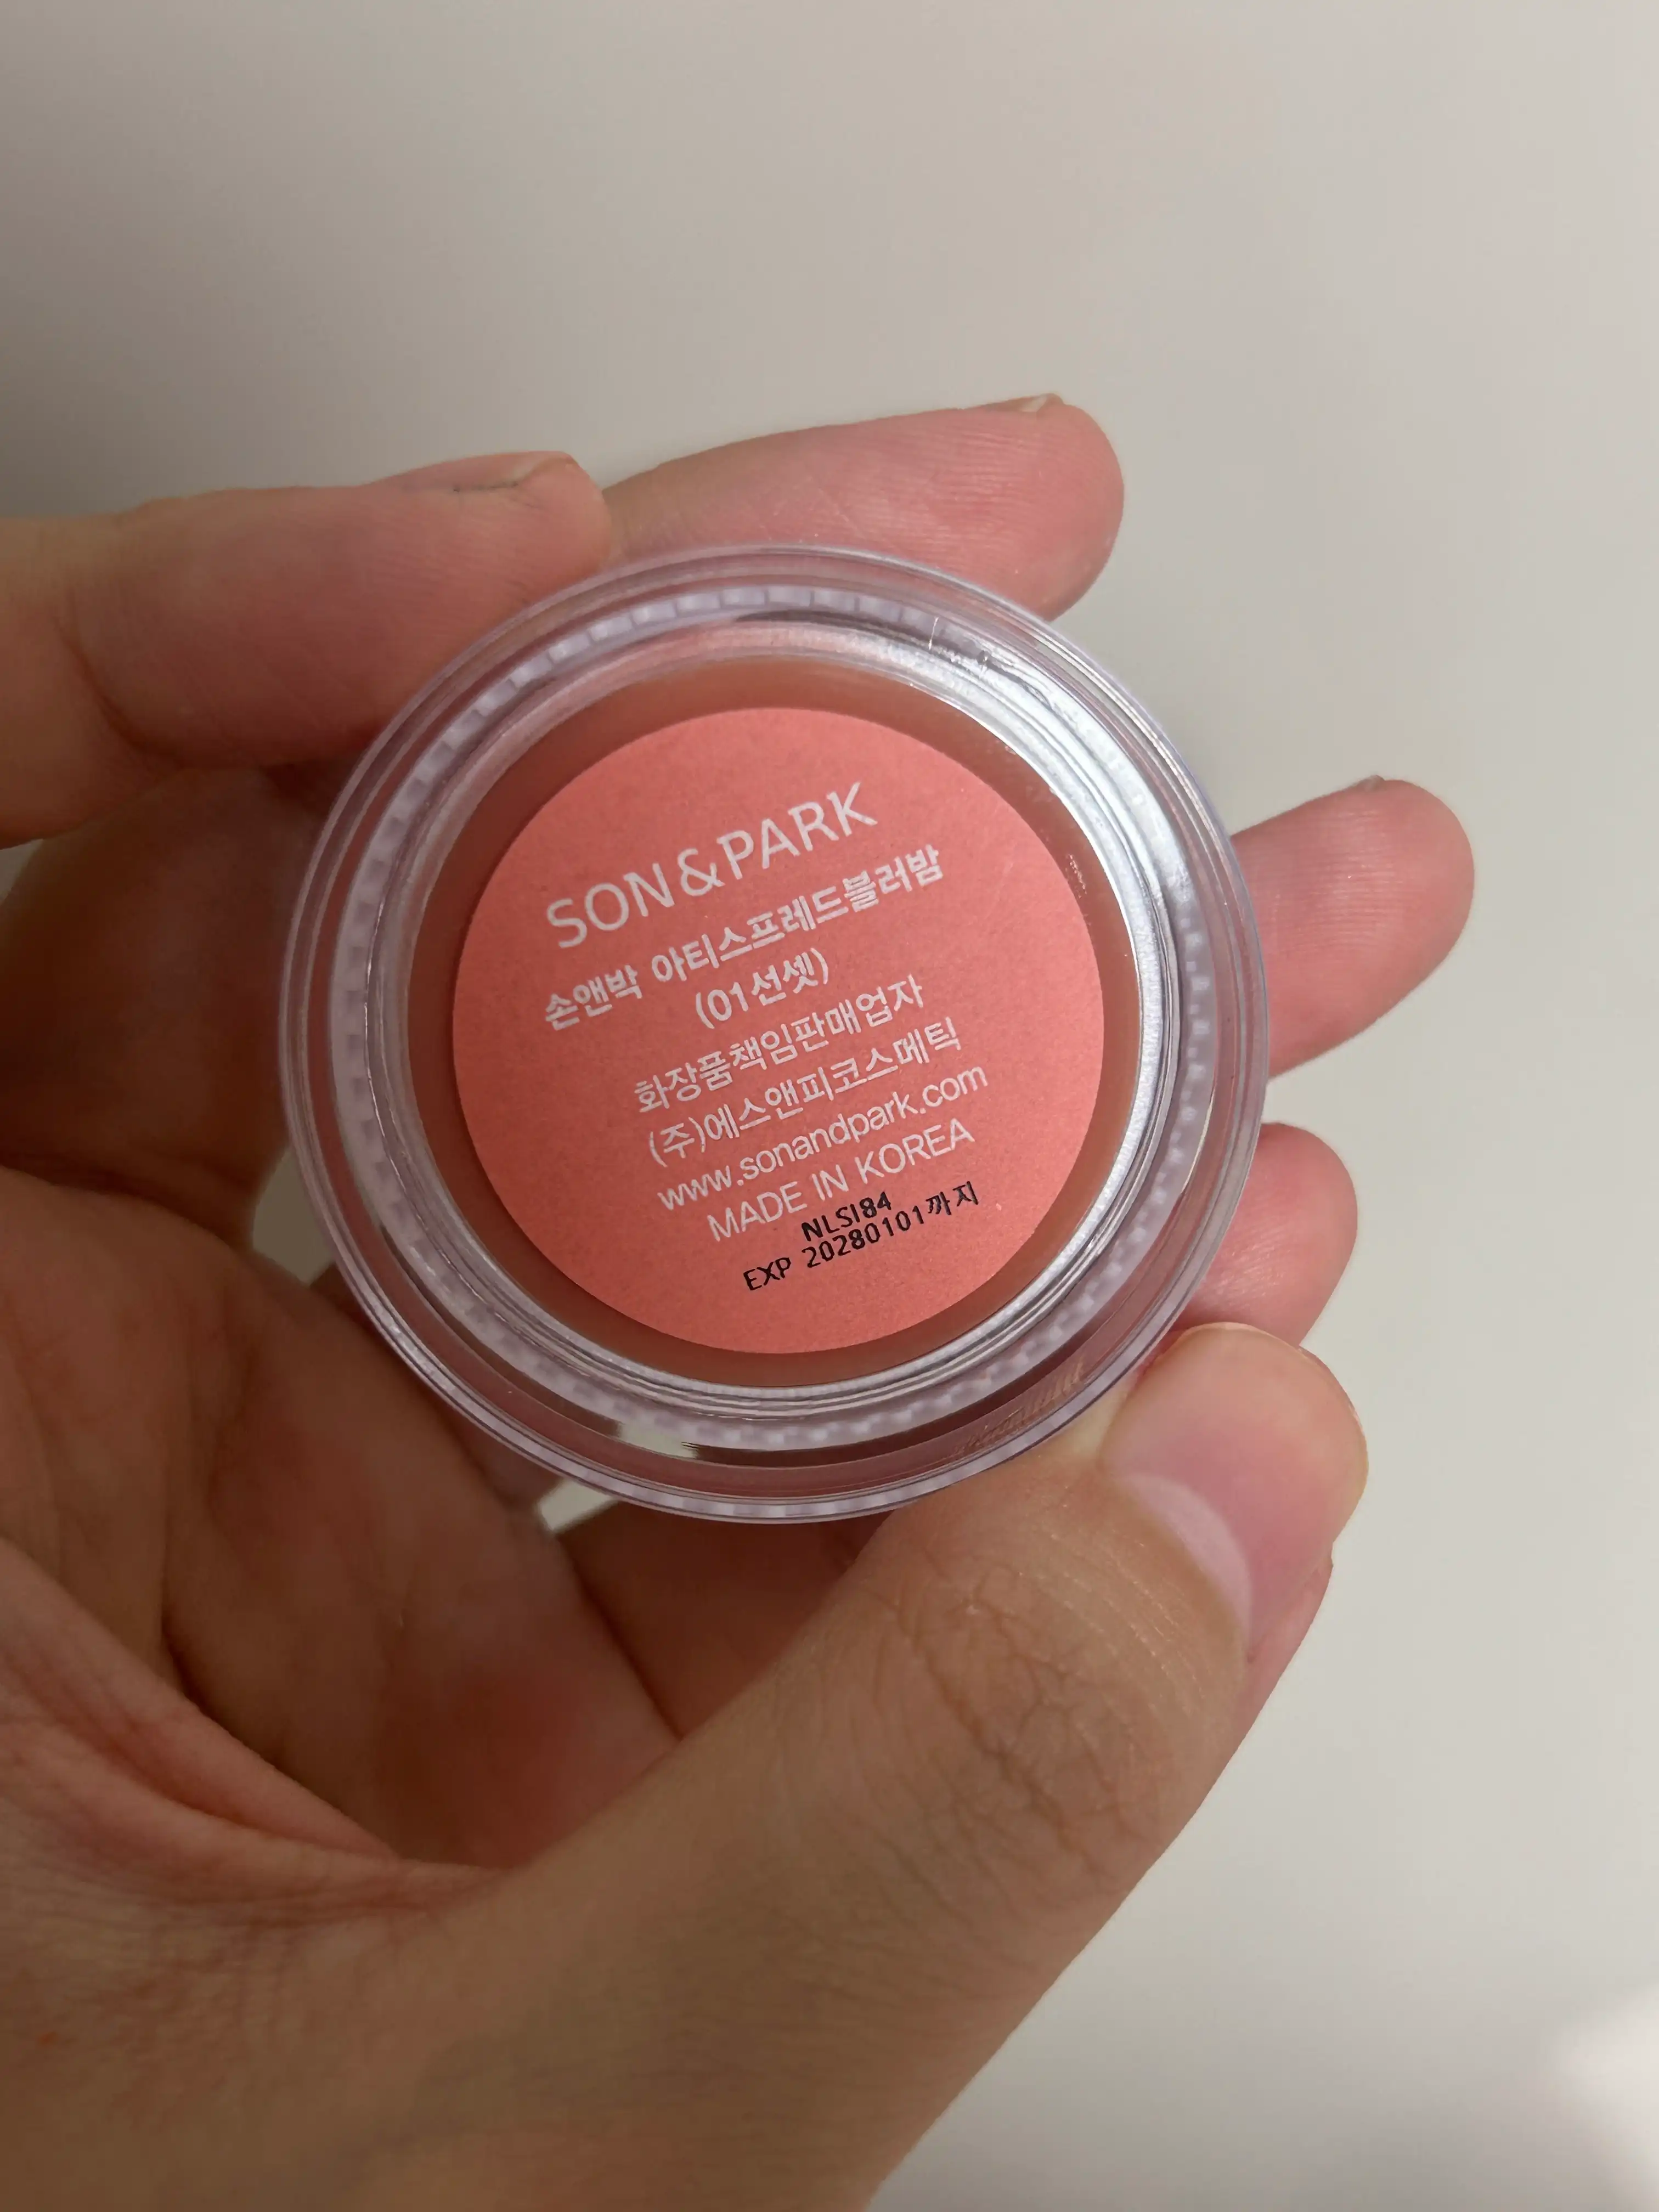 SON&PARK
손앤박 아티스프레드블러밤
(01선셋)
화장품책임판매업자
(주)에스앤피코스메틱
www.sonandpark.com
MADE IN KOREA
NLSI84
EXP 20280101까지